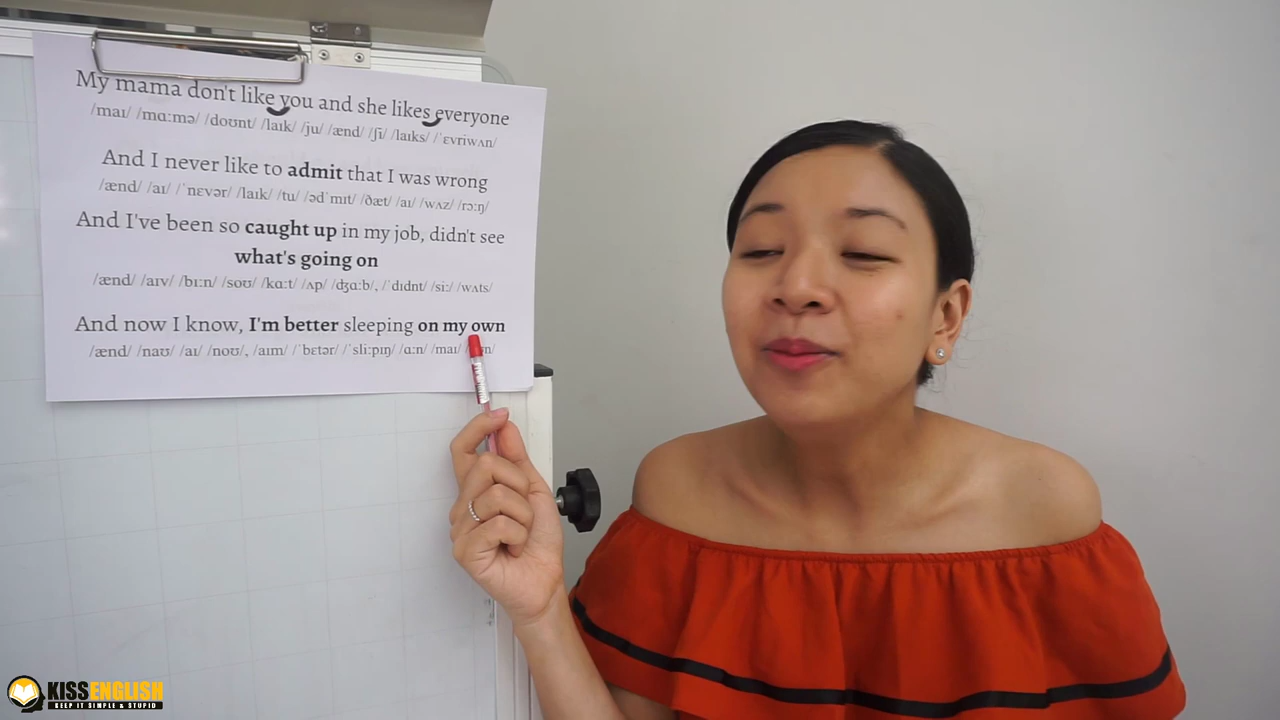 My mama don't like you and she likes everyone
/maɪ/ /mɑːmə/ /doʊnt/ /laɪk/ /ju/ /ænd/ /ʃi/ /laɪks/ /ˈɛvriwʌn/
And I never like to admit that I was wrong
/ænd/ /aɪ/ /ˈnɛvər/ /laɪk/ /tu/ /ədˈmɪt/ /ðæt/ /aɪ/ /wʌz/ /rɔːŋ/
And I've been so caught up in my job, didn't see
what's going on
/ænd/ /aɪv/ /bɪːn/ /soʊ/ /kɑːt/ /ʌp/ /ʤɑːb/, /ˈdɪdnt/ /siː/ /wʌts/
And now I know, I'm better sleeping on my own
/ænd/ /naʊ/ /aɪ/ /noʊ/, /aɪm/ /ˈbɛtər/ /ˈsliːpɪŋ/ /ɑːn/ /maɪ/
KISSENGLISH
KEEP IT SIMPLE & STUPID